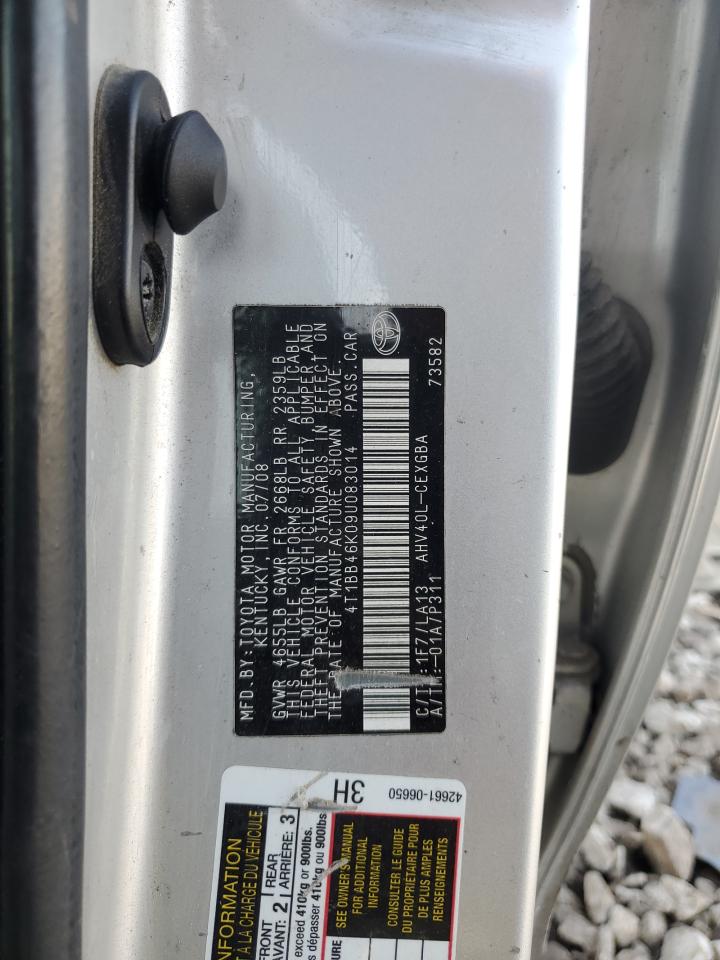 MFD.BY:TOYOTA MOTOR MANUFACTURING,
KENTUCKY, INC. 07/08
GVWR 4655LB GAWR FR 2668LB RR 2359LB
THIS VEHICLE CONFORMS TO ALL APPLICABLE
FEDERAL MOTOR VEHICLE SAFETY BUMPER AND
THEFT PREVENTION STANDARDS IN EFFECT ON
THE DATE OF MANUFACTURE SHOWN ABOVE.
4T1BB46K09U083014 PASS.CAR
C/TR:1F7/LA13 AHV40L-CEXGBA
A/TM:-01A/P311 73582
NFORMATION
T À LA CHARGE DU VÉHICULE
FRONT
AVANT: 2
REAR
ARRIÈRE: 3
exceed 410kg or 900lbs.
s dépasser 410kg ou 900lbs
3H
42661-06650
SEE OWNER'S MANUAL
FOR ADDITIONAL
INFORMATION
CONSULTER LE GUIDE
DU PROPRIÉTAIRE POUR
DE PLUS AMPLES
RENSEIGNEMENTS
URE